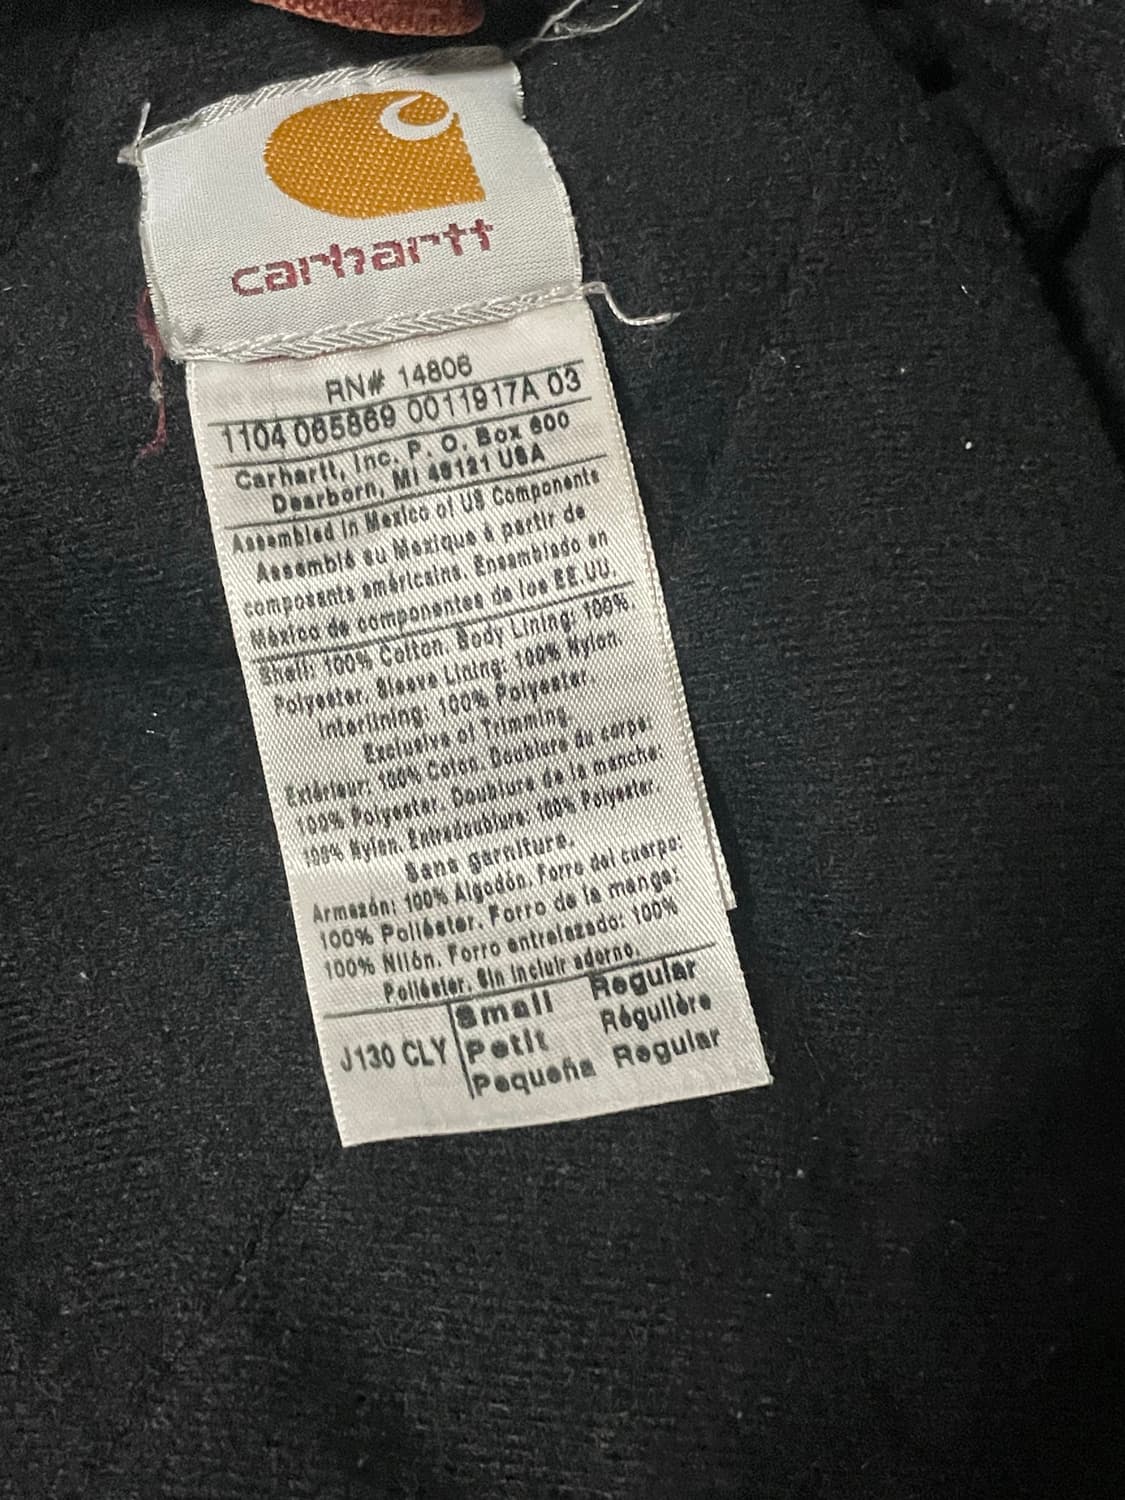 carhartt
RN# 14806
1104 065869 0011917A 03
Carhartt, Inc. P. O. Box 600
Dearborn, MI 48121 USA
Assembled in Mexico of US Components
Assemblé au Mexique à partir de
composants américains. Ensamblado en
México de componentes de los EE.UU.
Shell: 100% Cotton. Body Lining: 100%
Polyester. Sleeve Lining: 100% Nylon.
Interlining: 100% Polyester.
Exclusive of Trimming.
Extérieur: 100% Coton. Doublure du corps:
100% Polyester. Doublure de la manche:
100% Nylon. Entredoublure: 100% Polyester.
Sans garniture.
Armazón: 100% Algodón. Forro del cuerpo:
100% Poliéster. Forro de la manga:
100% Nilón. Forro entrelazado: 100%
Poliéster. Sin incluir adorno.
Small Regular
J130 CLY Petit Régulière
Pequeña Regular